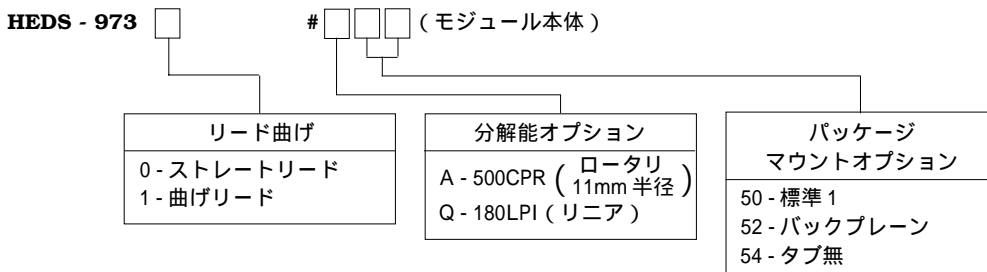 HEDS - 973 # (モジュール本体)
リード曲げ
0 - ストレートリード
1 - 曲げリード
分解能オプション
A - 500CPR (ロータリ 11mm 半径)
Q - 180LPI(リニア)
パッケージ
マウントオプション
50 - 標準 1
52 - バックプレーン
54 - タブ無